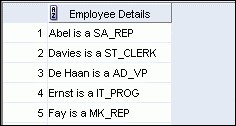 Employee Details
1 Abel is a SA_REP
2 Davies is a ST_CLERK
3 De Haan is a AD_VP
4 Ernst is a IT_PROG
5 Fay is a MK_REP